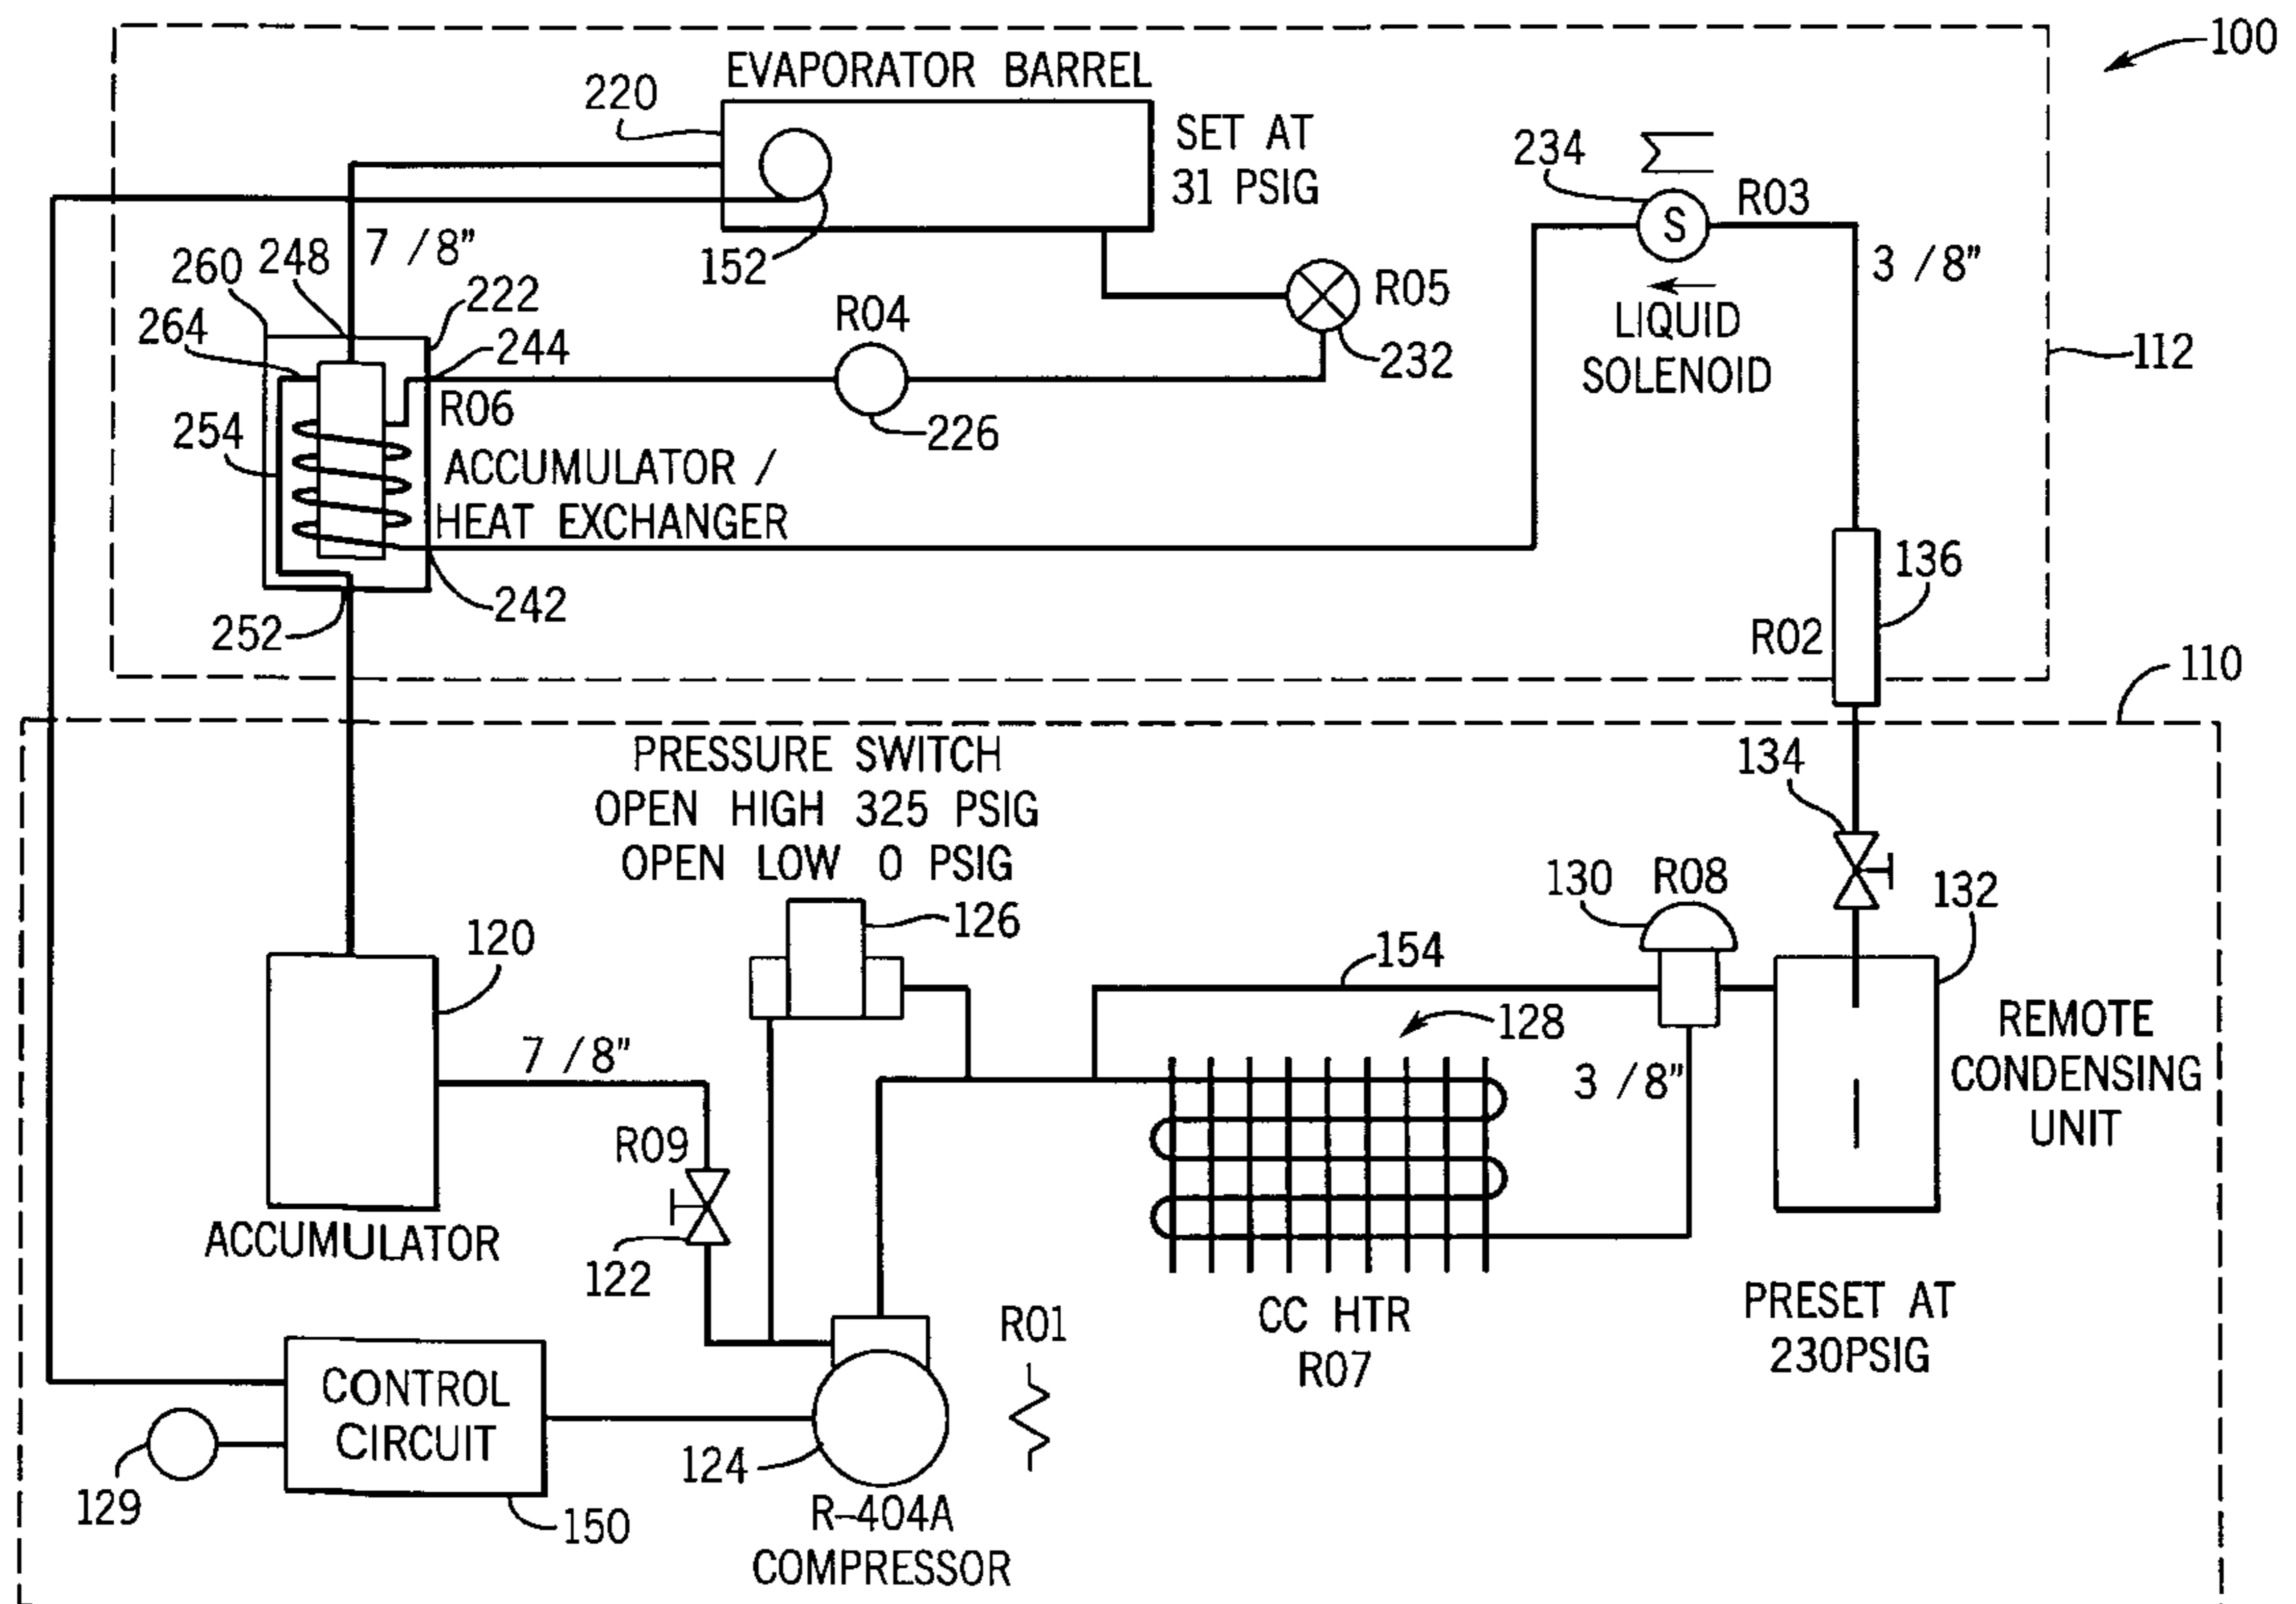 100
EVAPORATOR BARREL
220
SET AT
31 PSIG
234
S
R03
152
7 /8"
260
248
222
3 /8"
R05
LIQUID
SOLENOID
264
244
R04
232
112
R06
226
254
ACCUMULATOR /
HEAT EXCHANGER
136
242
252
R02
110
PRESSURE SWITCH
OPEN HIGH 325 PSIG
OPEN LOW 0 PSIG
134
130
R08
132
126
120
154
128
REMOTE
CONDENSING
UNIT
7 /8"
3 /8"
R09
ACCUMULATOR
122
R01
CC HTR
R07
PRESET AT
230PSIG
CONTROL
CIRCUIT
124
129
150
R-404A
COMPRESSOR